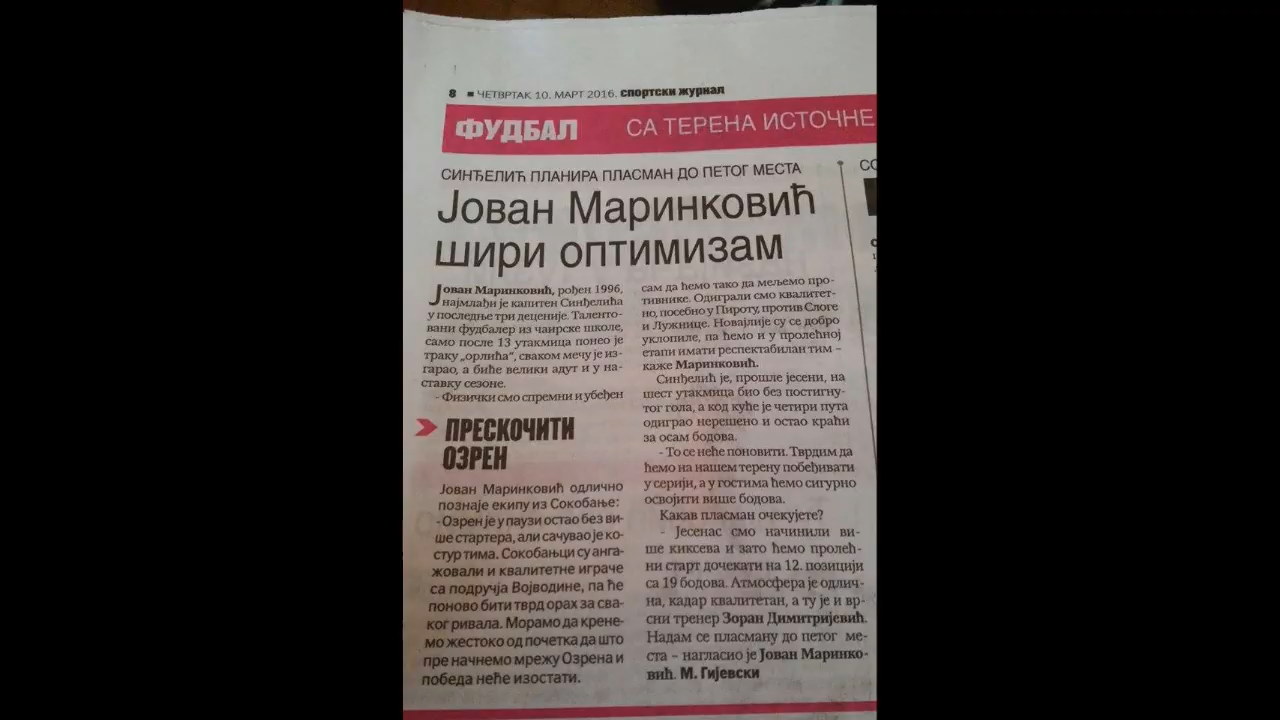 8 ■ ЧЕТВРТАК 10. МАРТ 2016. спортски журнал
ФУДБАЛ СА ТЕРЕНА ИСТОЧНЕ
СИНЂЕЛИЋ ПЛАНИРА ПЛАСМАН ДО ПЕТОГ МЕСТА
Јован Маринковић
шири оптимизам
Јован Маринковић, рођен 1996,
најмлађи је капитен Синђелића
у последње три деценије. Таленто-
вани фудбалер из чаирске школе,
само после 13 утакмица понео је
траку „орлића“, сваком мечу је из-
гарао, а биће велики адут и у на-
ставку сезоне.
- Физички смо спремни и убеђен
ПРЕСКОЧИТИ
ОЗРЕН
Јован Маринковић одлично
познаје екипу из Сокобање:
- Озрен је у паузи остао без ви-
ше стартера, али сачувао је ко-
стур тима. Сокобањци су анга-
жовали и квалитетне играче
са подручја Војводине, па ће
поново бити тврд орах за сва-
ког ривала. Морамо да крене-
мо жестоко од почетка да што
пре начнемо мрежу Озрена и
победа неће изостати.
сам да ћемо тако да мељемо про-
тивнике. Одиграли смо квалитет-
но, посебно у Пироту, против Слоге
и Лужнице. Новајлије су се добро
уклопиле, па ћемо и у пролећној
етапи имати респектабилан тим –
каже Маринковић.
Синђелић је, прошле јесени, на
шест утакмица био без постигну-
тог гола, а код куће је четири пута
одиграо нерешено и остао краћи
за осам бодова.
- То се неће поновити. Тврдим да
ћемо на нашем терену побеђивати
у серији, а у гостима ћемо сигурно
освојити више бодова.
Какав пласман очекујете?
- Јесенас смо начинили ви-
ше киксева и зато ћемо пролећ-
ни старт дочекати на 12. позицији
са 19 бодова. Атмосфера је одлич-
на, кадар квалитетан, а ту је и вр-
сни тренер Зоран Димитријевић.
Надам се пласману до петог ме-
ста – нагласио је Јован Маринко-
вић. М. Гијевски